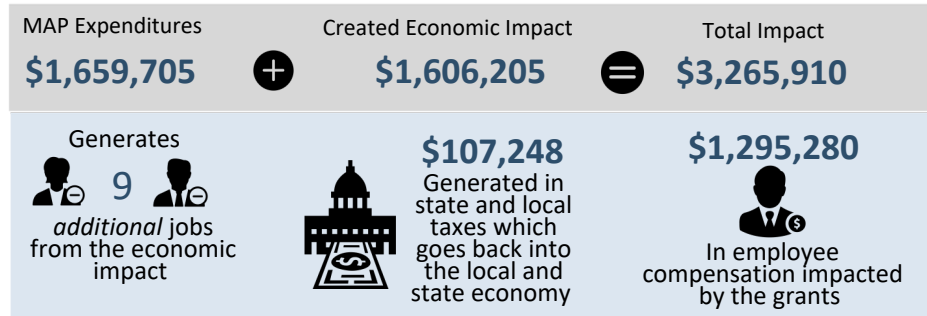 MAP Expenditures
$1,659,705
Created Economic Impact
$1,606,205
Total Impact
$3,265,910
Generates
9
additional jobs
from the economic
impact
$107,248
Generated in
state and local
taxes which
goes back into
the local and
state economy
$1,295,280
In employee
compensation impacted
by the grants